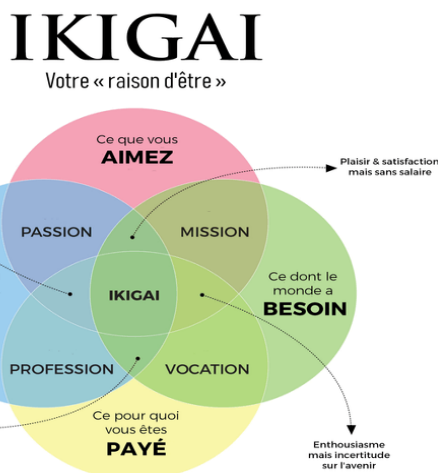 IKIGAI
Votre « raison d'être »
Ce que vous
AIMEZ
Plaisir & satisfaction
mais sans salaire
PASSION
MISSION
Ce dont le
monde a
BESOIN
IKIGAI
PROFESSION
VOCATION
Ce pour quoi
vous êtes
PAYÉ
Enthousiasme
mais incertitude
sur l'avenir